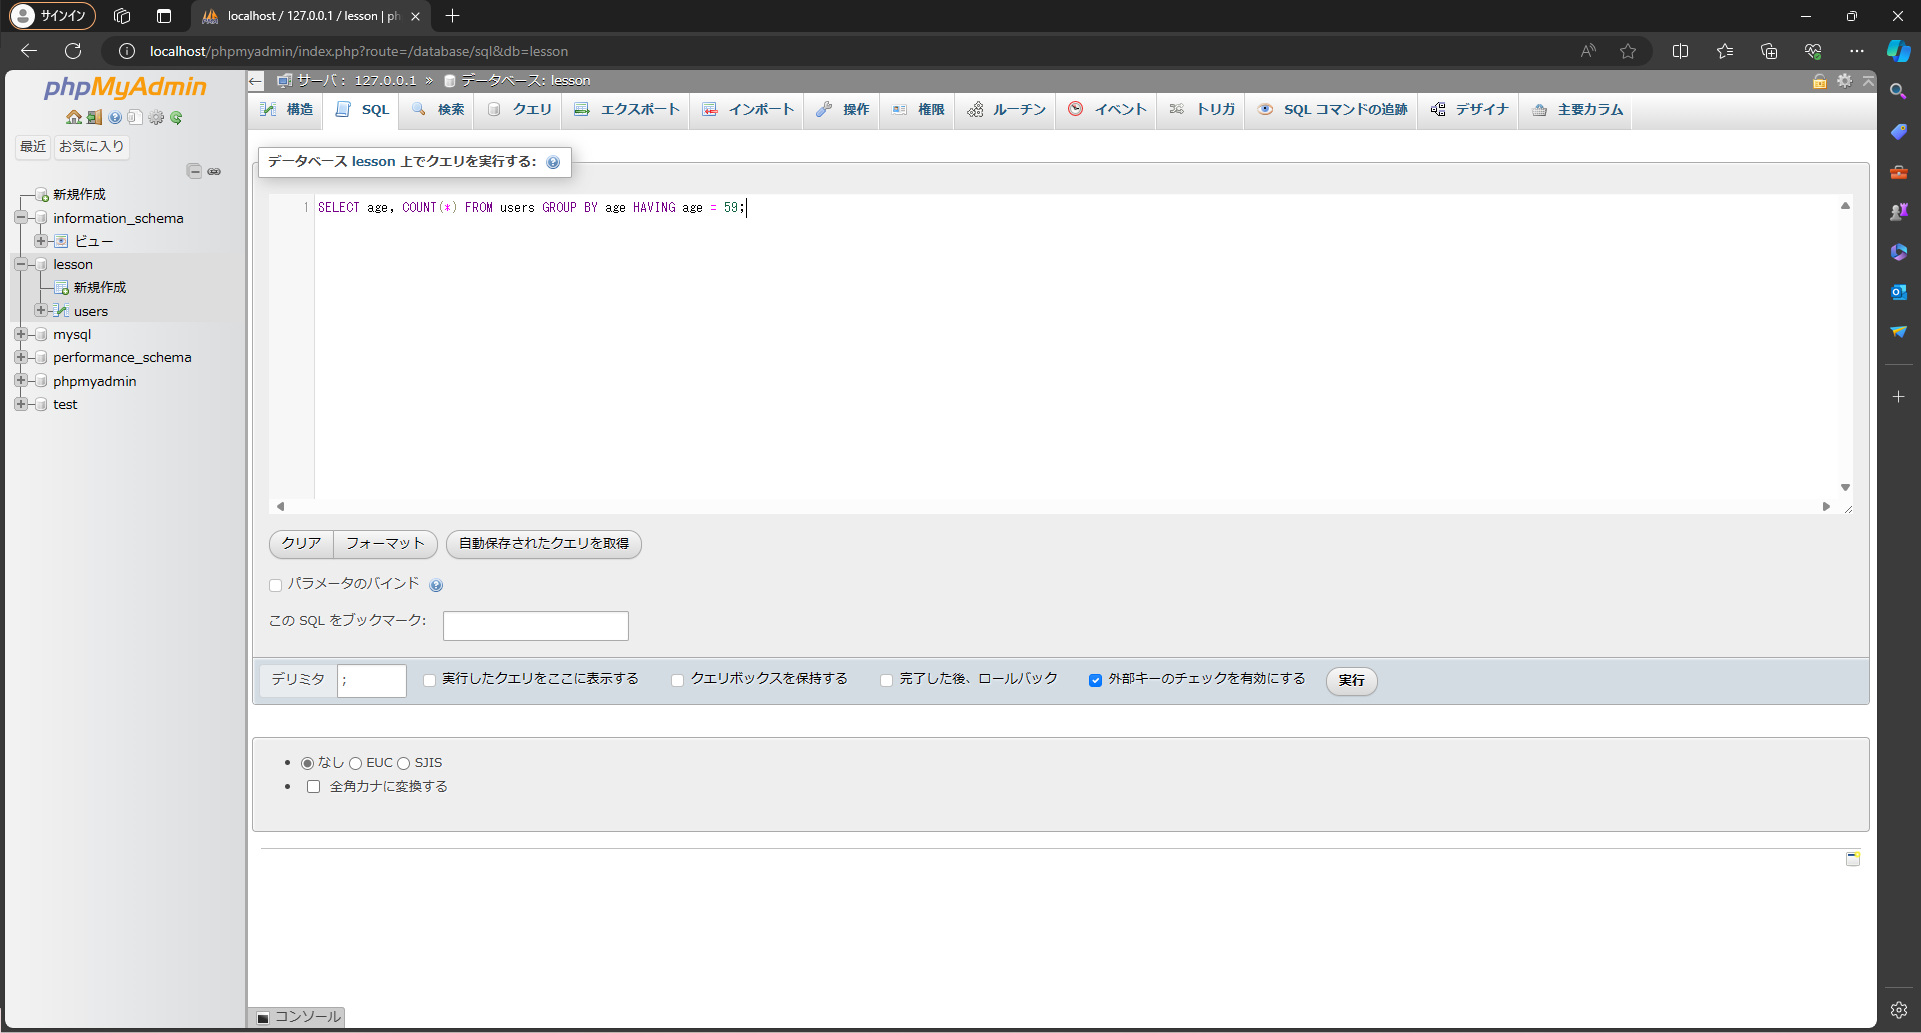 サインイン
localhost / 127.0.0.1 / lesson | ph
localhost/phpmyadmin/index.php?route=/database/sql&db=lesson
phpMyAdmin
最近 お気に入り
新規作成
information_schema
ビュー
lesson
新規作成
users
mysql
performance_schema
phpmyadmin
test
サーバ: 127.0.0.1 » データベース: lesson
構造 SQL 検索 クエリ エクスポート インポート 操作 権限 ルーチン イベント トリガ SQL コマンドの追跡 デザイナ 主要カラム
データベース lesson 上でクエリを実行する:
1 SELECT age, COUNT(*) FROM users GROUP BY age HAVING age = 59;
クリア フォーマット 自動保存されたクエリを取得
パラメータのバインド
この SQL をブックマーク:
デリミタ ; 実行したクエリをここに表示する クエリボックスを保持する 完了した後、ロールバック 外部キーのチェックを有効にする 実行
なし EUC SJIS
全角カナに変換する
コンソール